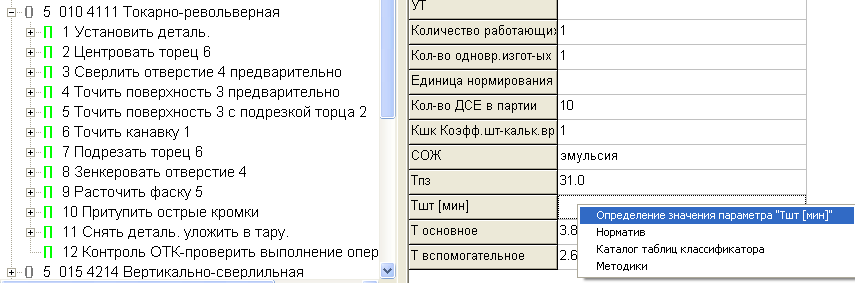 5 010 4111 Токарно-револьверная
П 1 Установить деталь.
П 2 Центровать торец 6
П 3 Сверлить отверстие 4 предварительно
П 4 Точить поверхность 3 предварительно
П 5 Точить поверхность 3 с подрезкой торца 2
П 6 Точить канавку 1
П 7 Подрезать торец 6
П 8 Зенкеровать отверстие 4
П 9 Расточить фаску 5
П 10 Притупить острые кромки
П 11 Снять деталь. уложить в тару.
П 12 Контроль ОТК-проверить выполнение опер
5 015 4214 Вертикально-сверлильная
УТ
Количество работающих 1
Кол-во одновр.изгот-ых 1
Единица нормирования
Кол-во ДСЕ в партии 10
Кшк Коэфф.шт-кальк.вр 1
СОЖ эмульсия
Тпз 31.0
Тшт [мин]
Т основное 3.8
Т вспомогательное 2.6
Определение значения параметра "Тшт [мин]"
Норматив
Каталог таблиц классификатора
Методики